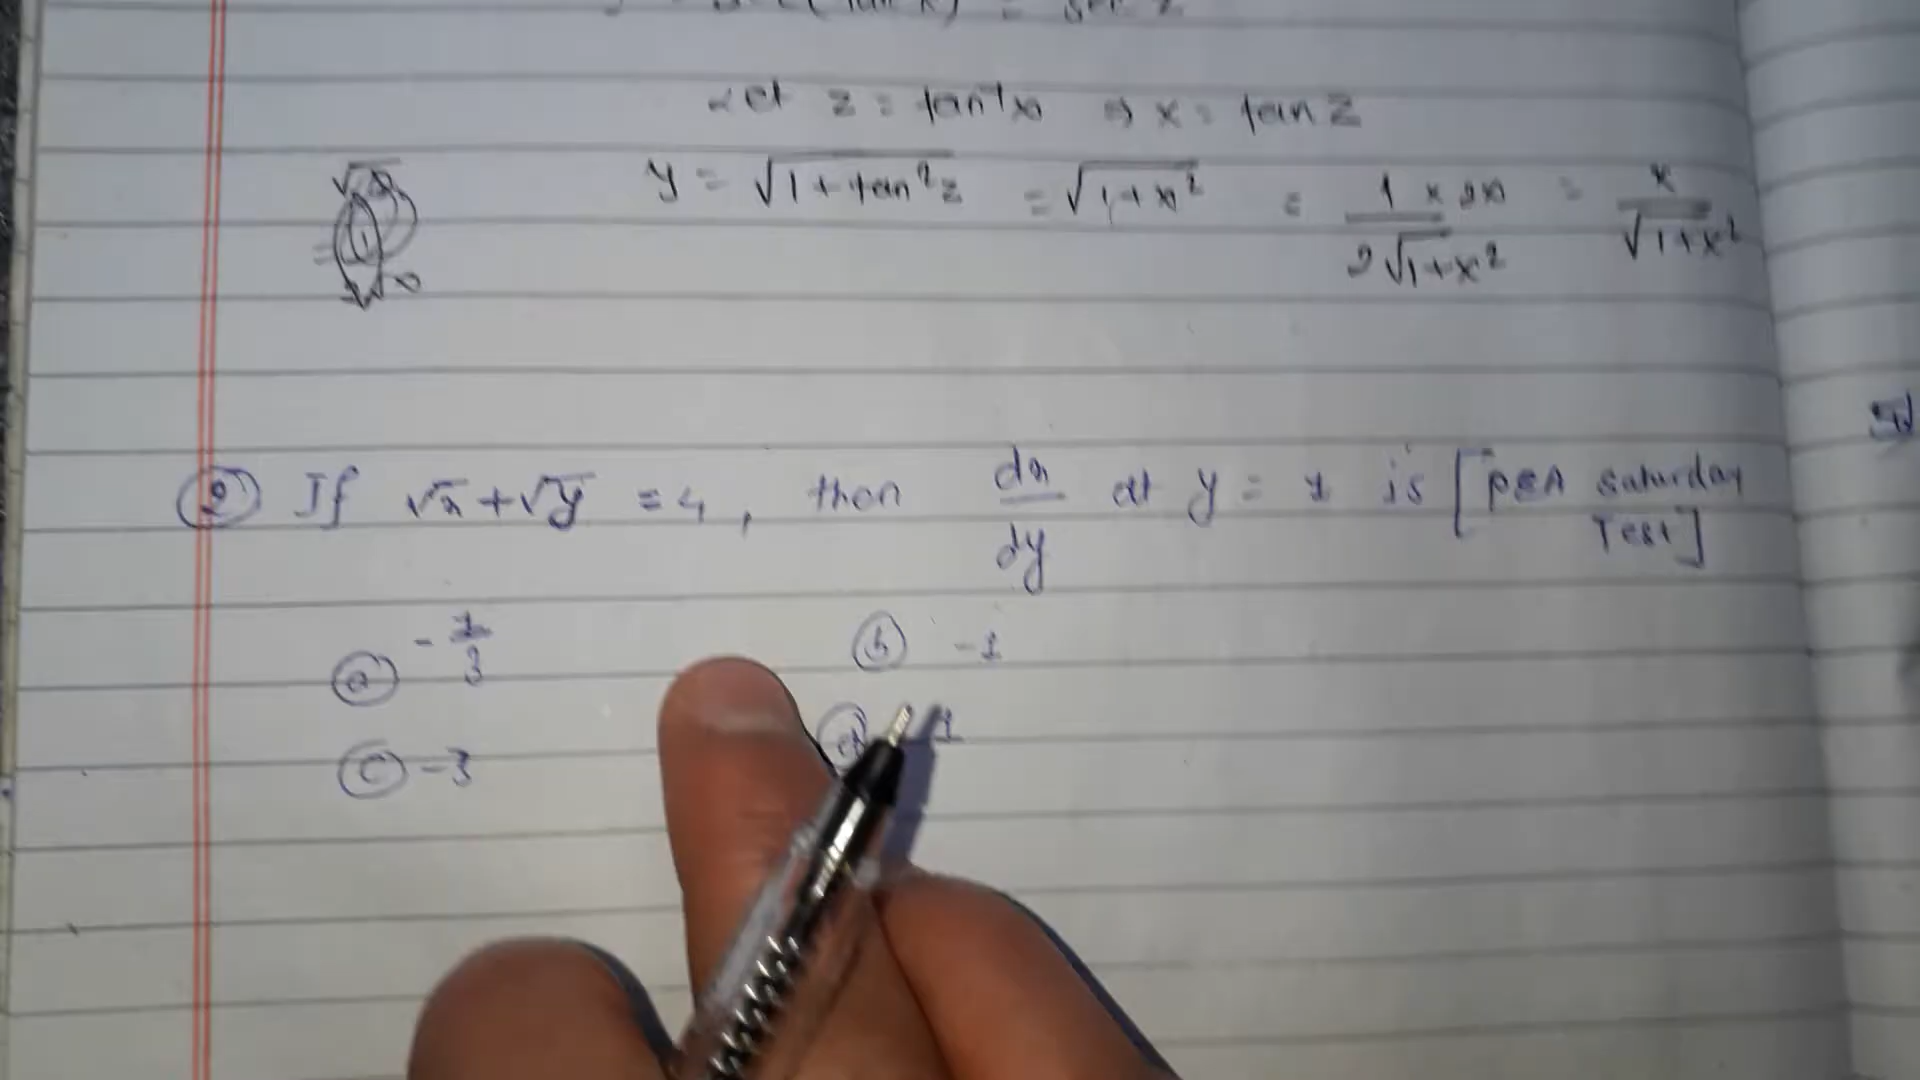 Let z = tan⁻¹x ⇒ x = tan z
y = √1+tan²z = √1+x² = 1 × 2x / 2√1+x² = x / √1+x²
② If √x + √y = 4, then dx/dy at y = 1 is [PEA Saturday Test]
ⓐ -1/3 ⓑ -1
ⓒ -3 ⓓ